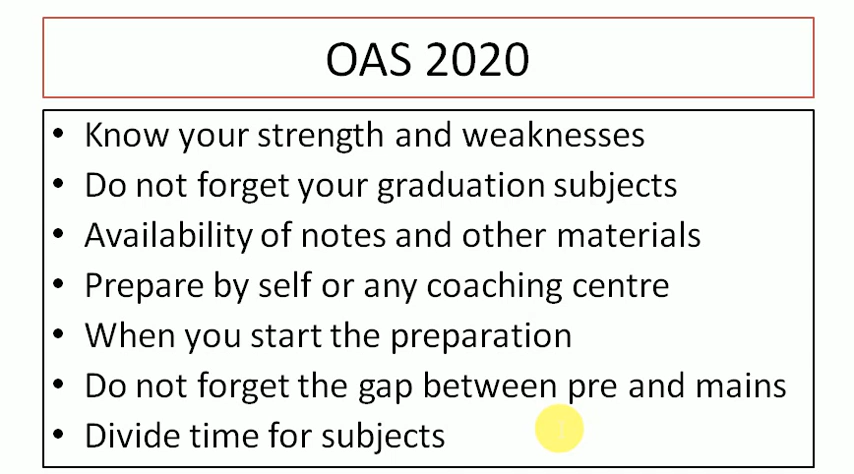 OAS 2020
• Know your strength and weaknesses
• Do not forget your graduation subjects
• Availability of notes and other materials
• Prepare by self or any coaching centre
• When you start the preparation
• Do not forget the gap between pre and mains
• Divide time for subjects